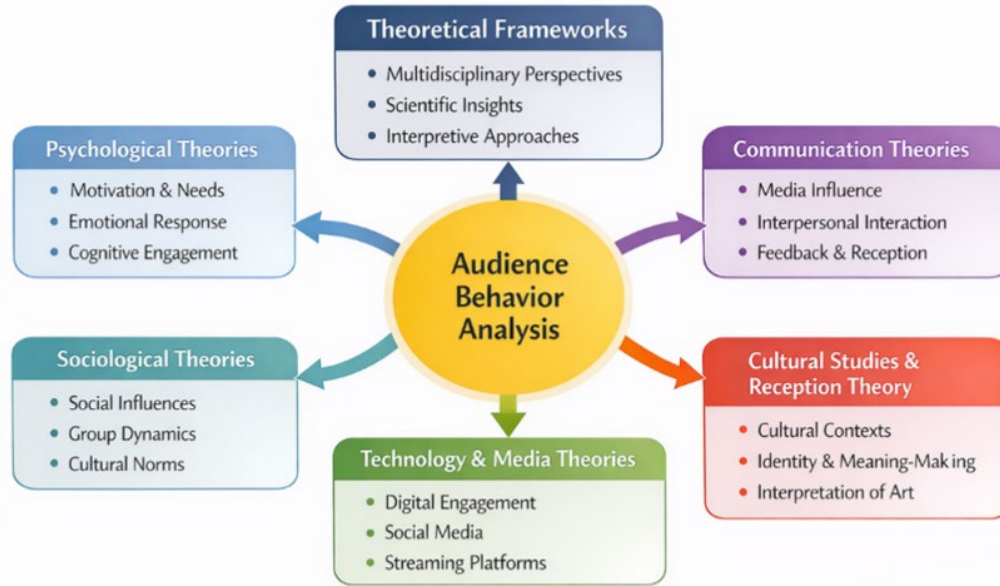 Theoretical Frameworks
• Multidisciplinary Perspectives
• Scientific Insights
• Interpretive Approaches
Psychological Theories
• Motivation & Needs
• Emotional Response
• Cognitive Engagement
Communication Theories
• Media Influence
• Interpersonal Interaction
• Feedback & Reception
Audience
Behavior
Analysis
Sociological Theories
• Social Influences
• Group Dynamics
• Cultural Norms
Cultural Studies &
Reception Theory
• Cultural Contexts
• Identity & Meaning-Making
• Interpretation of Art
Technology & Media Theories
• Digital Engagement
• Social Media
• Streaming Platforms